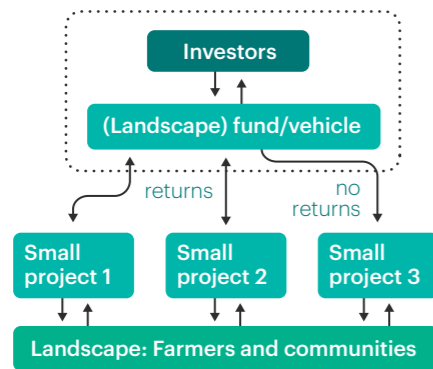 Investors
(Landscape) fund/vehicle
returns
no
returns
Small
project 1
Small
project 2
Small
project 3
Landscape: Farmers and communities